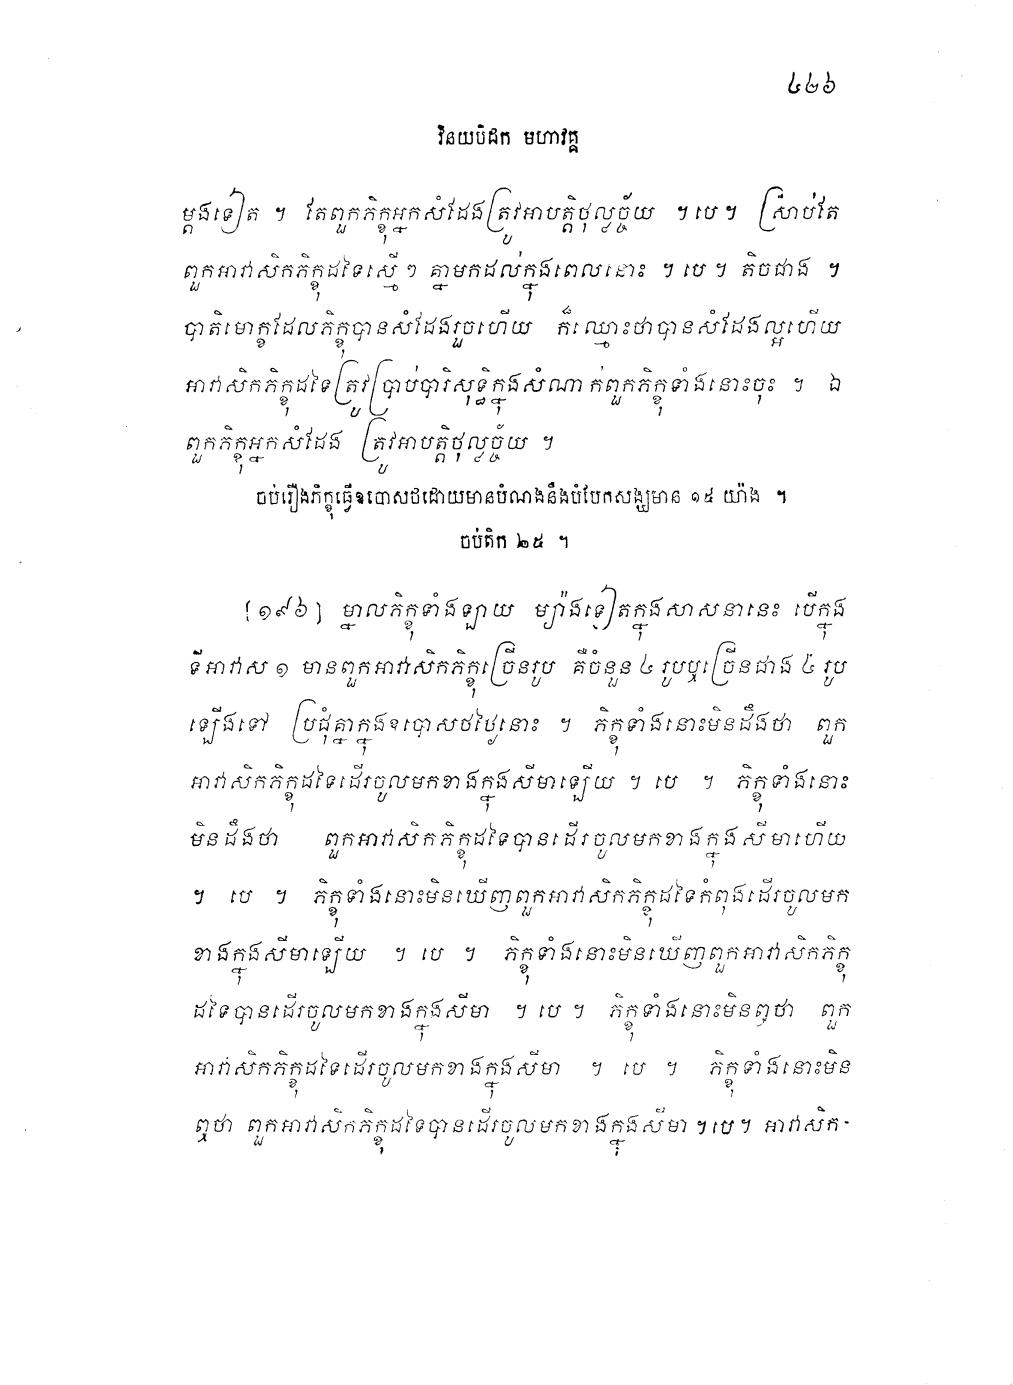 ៤២៦
វិនយបិដក មហាវគ្គ
ម្តងទៀត ។ តែពួកភិក្ខុអ្នកសំដែងត្រូវអាបត្តិថុល្លច្ច័យ ។ បេ ។ ស្រាប់តែ
ពួកអាវាសិកភិក្ខុដទៃស្មើ ៗ គ្នាមកដល់ក្នុងពេលនោះ ។ បេ ។ តិចជាង ។
បាតិមោក្ខដែលភិក្ខុបានសំដែងរួចហើយ ក៏ឈ្មោះថាបានសំដែងល្អហើយ
អាវាសិកភិក្ខុដទៃត្រូវប្រាប់បារិសុទ្ធិក្នុងសំណាក់ពួកភិក្ខុទាំងនោះចុះ ។ ឯ
ពួកភិក្ខុអ្នកសំដែង ត្រូវអាបត្តិថុល្លច្ច័យ ។
ចប់រឿងភិក្ខុធ្វើឧបោសថដោយមានបំណងនឹងបំបែកសង្ឃមាន ១៥ យ៉ាង ។
ចប់តិក ២៥ ។
[១៩៦] ម្នាលភិក្ខុទាំងឡាយ ម្យ៉ាងទៀតក្នុងសាសនានេះ បើក្នុង
ទីអាវាស ១ មានពួកអាវាសិកភិក្ខុច្រើនរូប គឺចំនួន ៤ រូបឬច្រើនជាង ៤ រូប
ឡើងទៅ ប្រជុំគ្នាក្នុងឧបោសថថ្ងៃនោះ ។ ភិក្ខុទាំងនោះមិនដឹងថា ពួក
អាវាសិកភិក្ខុដទៃដើរចូលមកខាងក្នុងសីមាឡើយ ។ បេ ។ ភិក្ខុទាំងនោះ
មិនដឹងថា ពួកអាវាសិកភិក្ខុដទៃបានដើរចូលមកខាងក្នុងសីមាហើយ
។ បេ ។ ភិក្ខុទាំងនោះមិនឃើញពួកអាវាសិកភិក្ខុដទៃកំពុងដើរចូលមក
ខាងក្នុងសីមាឡើយ ។ បេ ។ ភិក្ខុទាំងនោះមិនឃើញពួកអាវាសិកភិក្ខុ
ដទៃបានដើរចូលមកខាងក្នុងសីមា ។ បេ ។ ភិក្ខុទាំងនោះមិនឮថា ពួក
អាវាសិកភិក្ខុដទៃដើរចូលមកខាងក្នុងសីមា ។ បេ ។ ភិក្ខុទាំងនោះមិន
ឮថា ពួកអាវាសិកភិក្ខុដទៃបានដើរចូលមកខាងក្នុងសីមា ។ បេ ។ អាវាសិក-